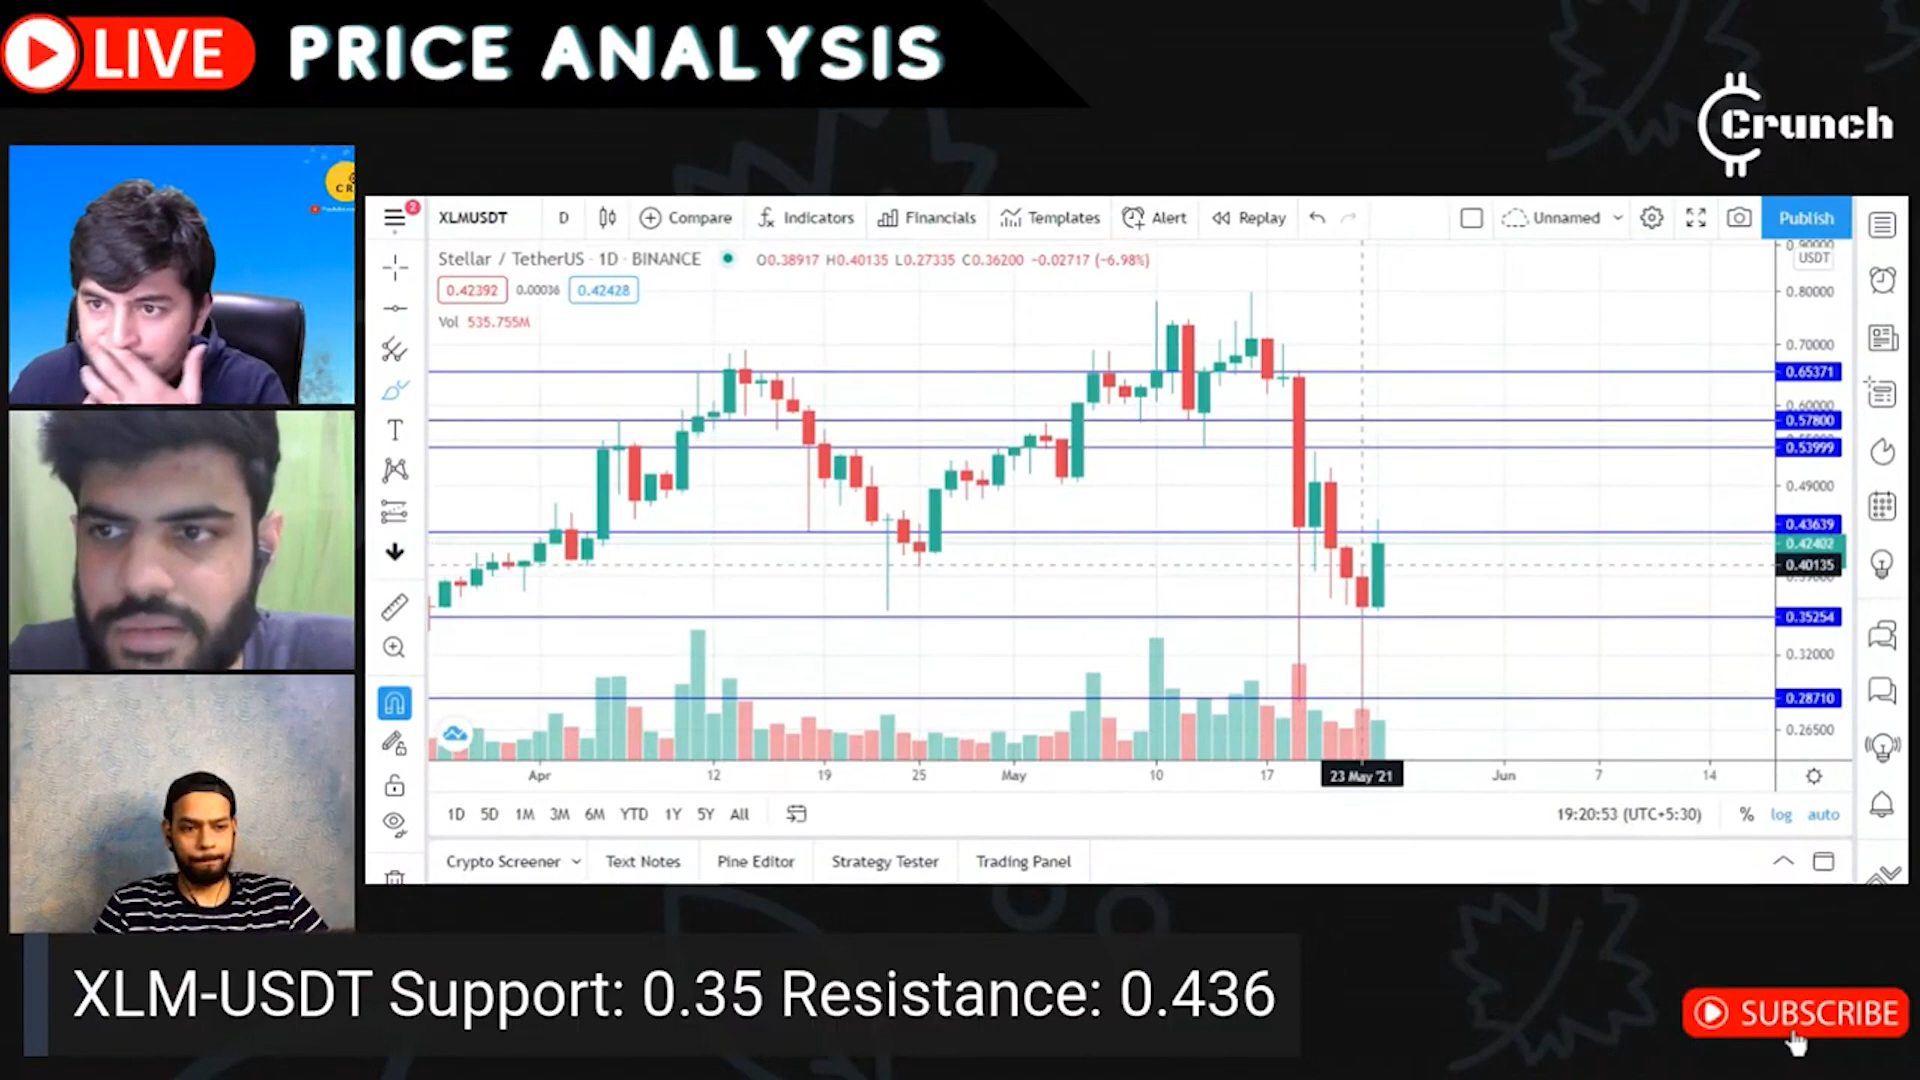 LIVE PRICE ANALYSIS
Crunch
2
XLMUSDT D Compare Indicators Financials Templates Alert Replay Unnamed Publish
Stellar / TetherUS · 1D · BINANCE O0.38917 H0.40135 L0.27335 C0.36200 -0.02717 (-6.98%)
USDT
0.42392 0.00036 0.42428
Vol 535.755M
0.80000
0.70000
0.65371
0.60000
0.57800
0.53999
0.49000
0.43639
0.42402
0.40135
0.35254
0.32000
0.28710
0.26500
Apr 12 19 25 May 10 17 23 May '21 Jun 7 14
1D 5D 1M 3M 6M YTD 1Y 5Y All 19:20:53 (UTC+5:30) % log auto
Crypto Screener Text Notes Pine Editor Strategy Tester Trading Panel
XLM-USDT Support: 0.35 Resistance: 0.436
SUBSCRIBE